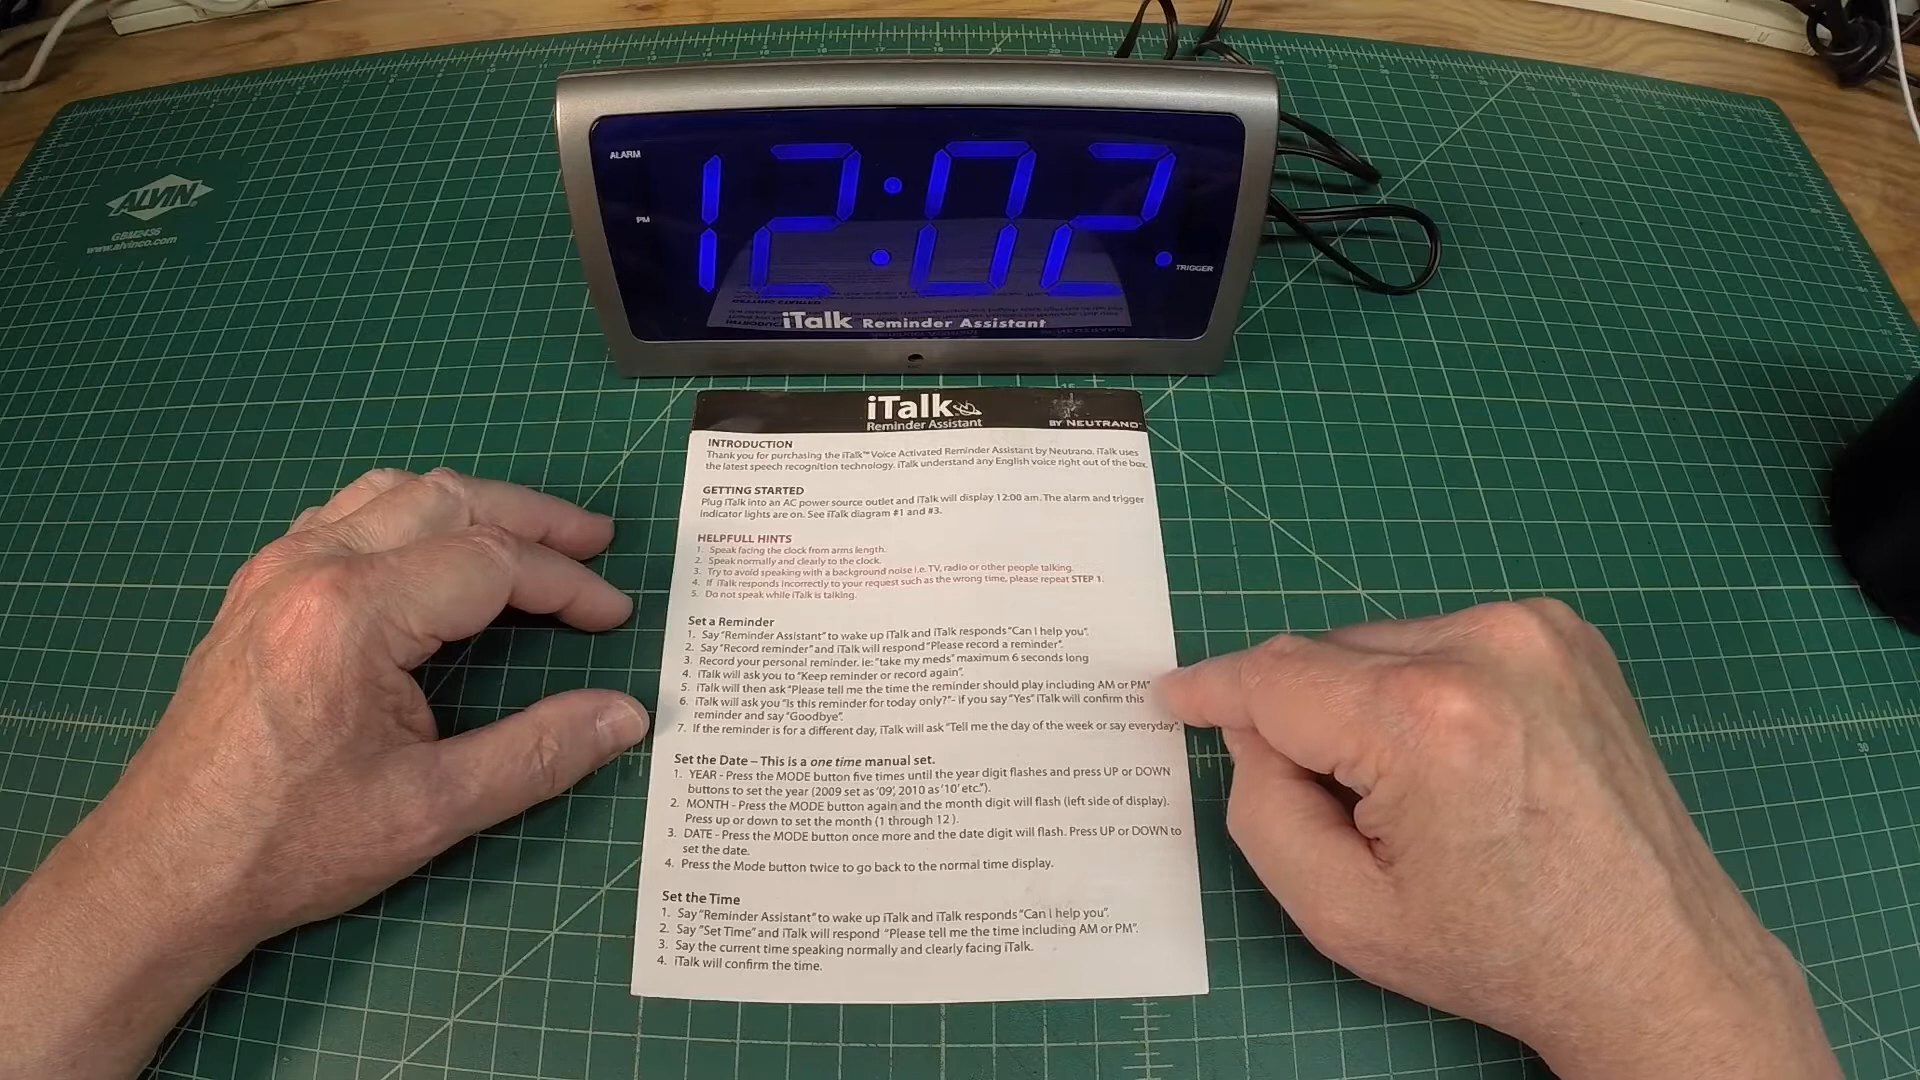 ALVIN
GBM2436
www.alvinco.com
ALARM
PM
12:02
TRIGGER
iTalk Reminder Assistant
iTalk
Reminder Assistant
BY NEUTRANO™
INTRODUCTION
Thank you for purchasing the iTalk™ Voice Activated Reminder Assistant by Neutrano. iTalk uses
the latest speech recognition technology. iTalk understand any English voice right out of the box.
GETTING STARTED
Plug iTalk into an AC power source outlet and iTalk will display 12:00 am. The alarm and trigger
indicator lights are on. See iTalk diagram #1 and #3.
HELPFULL HINTS
1. Speak facing the clock from arms length.
2. Speak normally and clearly to the clock.
3. Try to avoid speaking with a background noise i.e. TV, radio or other people talking.
4. If iTalk responds incorrectly to your request such as the wrong time, please repeat STEP 1.
5. Do not speak while iTalk is talking.
Set a Reminder
1. Say "Reminder Assistant" to wake up iTalk and iTalk responds "Can I help you".
2. Say "Record reminder" and iTalk will respond "Please record a reminder".
3. Record your personal reminder. ie: "take my meds" maximum 6 seconds long
4. iTalk will ask you to "Keep reminder or record again".
5. iTalk will then ask "Please tell me the time the reminder should play including AM or PM"
6. iTalk will ask you "Is this reminder for today only?"- if you say "Yes" iTalk will confirm this
reminder and say "Goodbye".
7. If the reminder is for a different day, iTalk will ask "Tell me the day of the week or say everyday".
Set the Date – This is a one time manual set.
1. YEAR - Press the MODE button five times until the year digit flashes and press UP or DOWN
buttons to set the year (2009 set as '09', 2010 as '10' etc.").
2. MONTH - Press the MODE button again and the month digit will flash (left side of display).
Press up or down to set the month (1 through 12 ).
3. DATE - Press the MODE button once more and the date digit will flash. Press UP or DOWN to
set the date.
4. Press the Mode button twice to go back to the normal time display.
Set the Time
1. Say "Reminder Assistant" to wake up iTalk and iTalk responds "Can I help you".
2. Say "Set Time" and iTalk will respond "Please tell me the time including AM or PM".
3. Say the current time speaking normally and clearly facing iTalk.
4. iTalk will confirm the time.